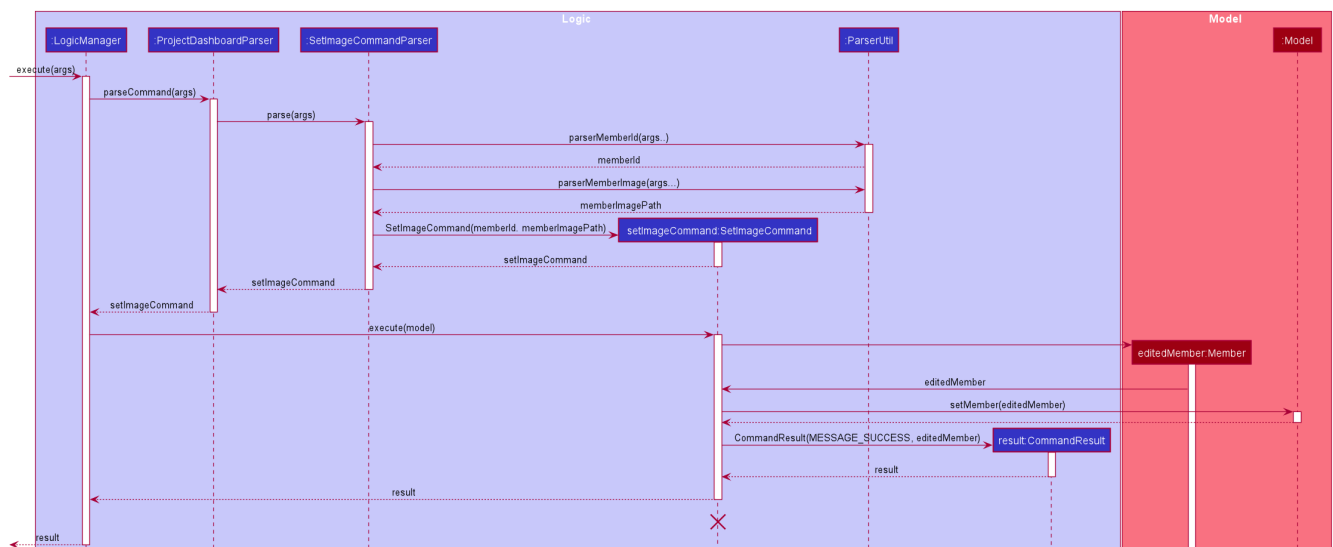 Logic
Model
:LogicManager
:ProjectDashboardParser
:SetImageCommandParser
:ParserUtil
:Model
execute(args)
parseCommand(args)
parse(args)
parserMemberId(args..)
memberId
parserMemberImage(args...)
memberImagePath
SetImageCommand(memberId. memberImagePath)
setImageCommand:SetImageCommand
setImageCommand
setImageCommand
setImageCommand
execute(model)
editedMember:Member
editedMember
setMember(editedMember)
CommandResult(MESSAGE_SUCCESS, editedMember)
result:CommandResult
result
result
result